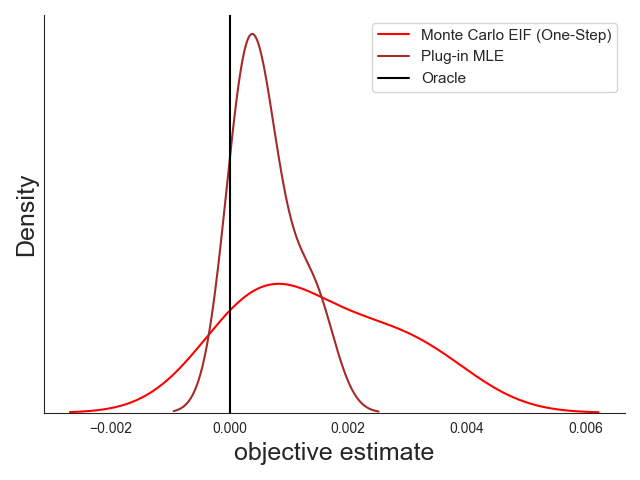 Monte Carlo EIF (One-Step)
Plug-in MLE
Oracle
Density
−0.002
0.000
0.002
0.004
0.006
objective estimate